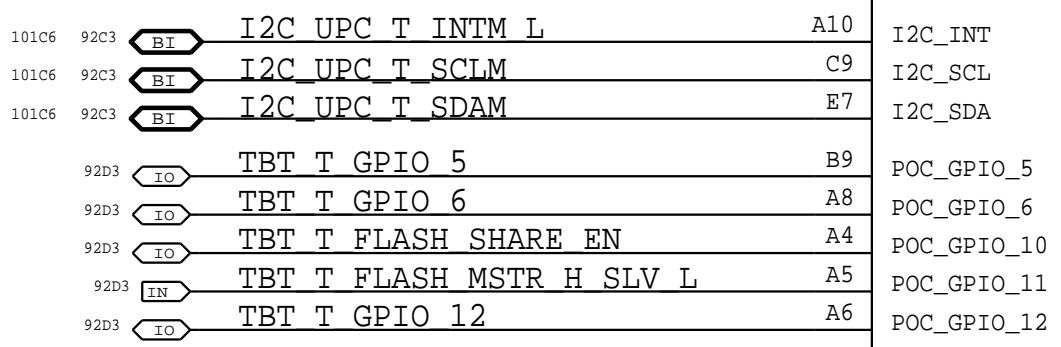 101C6 92C3 BI I2C_UPC_T_INTM_L A10 I2C_INT
101C6 92C3 BI I2C_UPC_T_SCLM C9 I2C_SCL
101C6 92C3 BI I2C_UPC_T_SDAM E7 I2C_SDA
92D3 IO TBT_T_GPIO_5 B9 POC_GPIO_5
92D3 IO TBT_T_GPIO_6 A8 POC_GPIO_6
92D3 IO TBT_T_FLASH_SHARE_EN A4 POC_GPIO_10
92D3 IN TBT_T_FLASH_MSTR_H_SLV_L A5 POC_GPIO_11
92D3 IO TBT_T_GPIO_12 A6 POC_GPIO_12